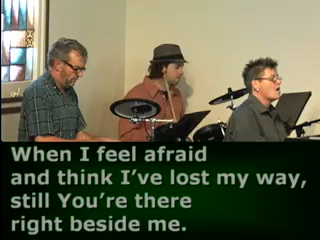 When I feel afraid
and think I've lost my way,
still You're there
right beside me.